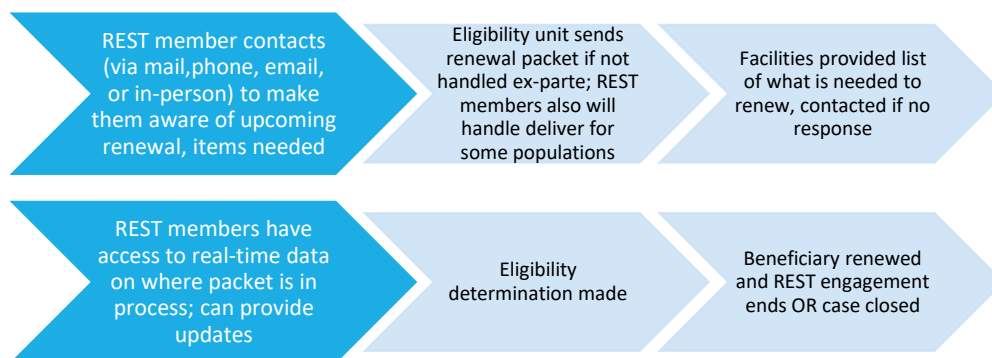 REST member contacts
(via mail,phone, email,
or in-person) to make
them aware of upcoming
renewal, items needed
Eligibility unit sends
renewal packet if not
handled ex-parte; REST
members also will
handle deliver for
some populations
Facilities provided list
of what is needed to
renew, contacted if no
response
REST members have
access to real-time data
on where packet is in
process; can provide
updates
Eligibility
determination made
Beneficiary renewed
and REST engagement
ends OR case closed